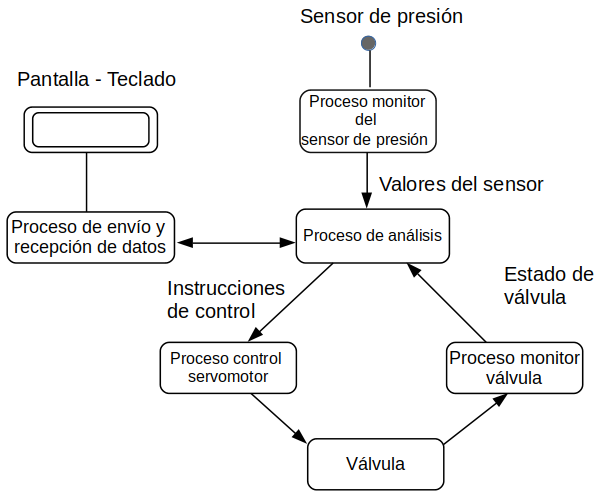 Sensor de presión
Pantalla - Teclado
Proceso monitor
del
sensor de presión
Valores del sensor
Proceso de envío y
recepción de datos
Proceso de análisis
Instrucciones
de control
Estado de
válvula
Proceso control
servomotor
Proceso monitor
válvula
Válvula